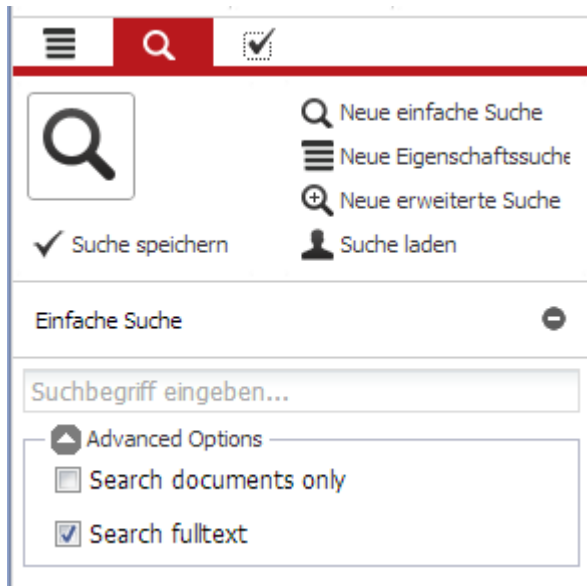 Neue einfache Suche
Neue Eigenschaftssuche
Neue erweiterte Suche
Suche speichern
Suche laden
Einfache Suche
Suchbegriff eingeben...
Advanced Options
Search documents only
Search fulltext